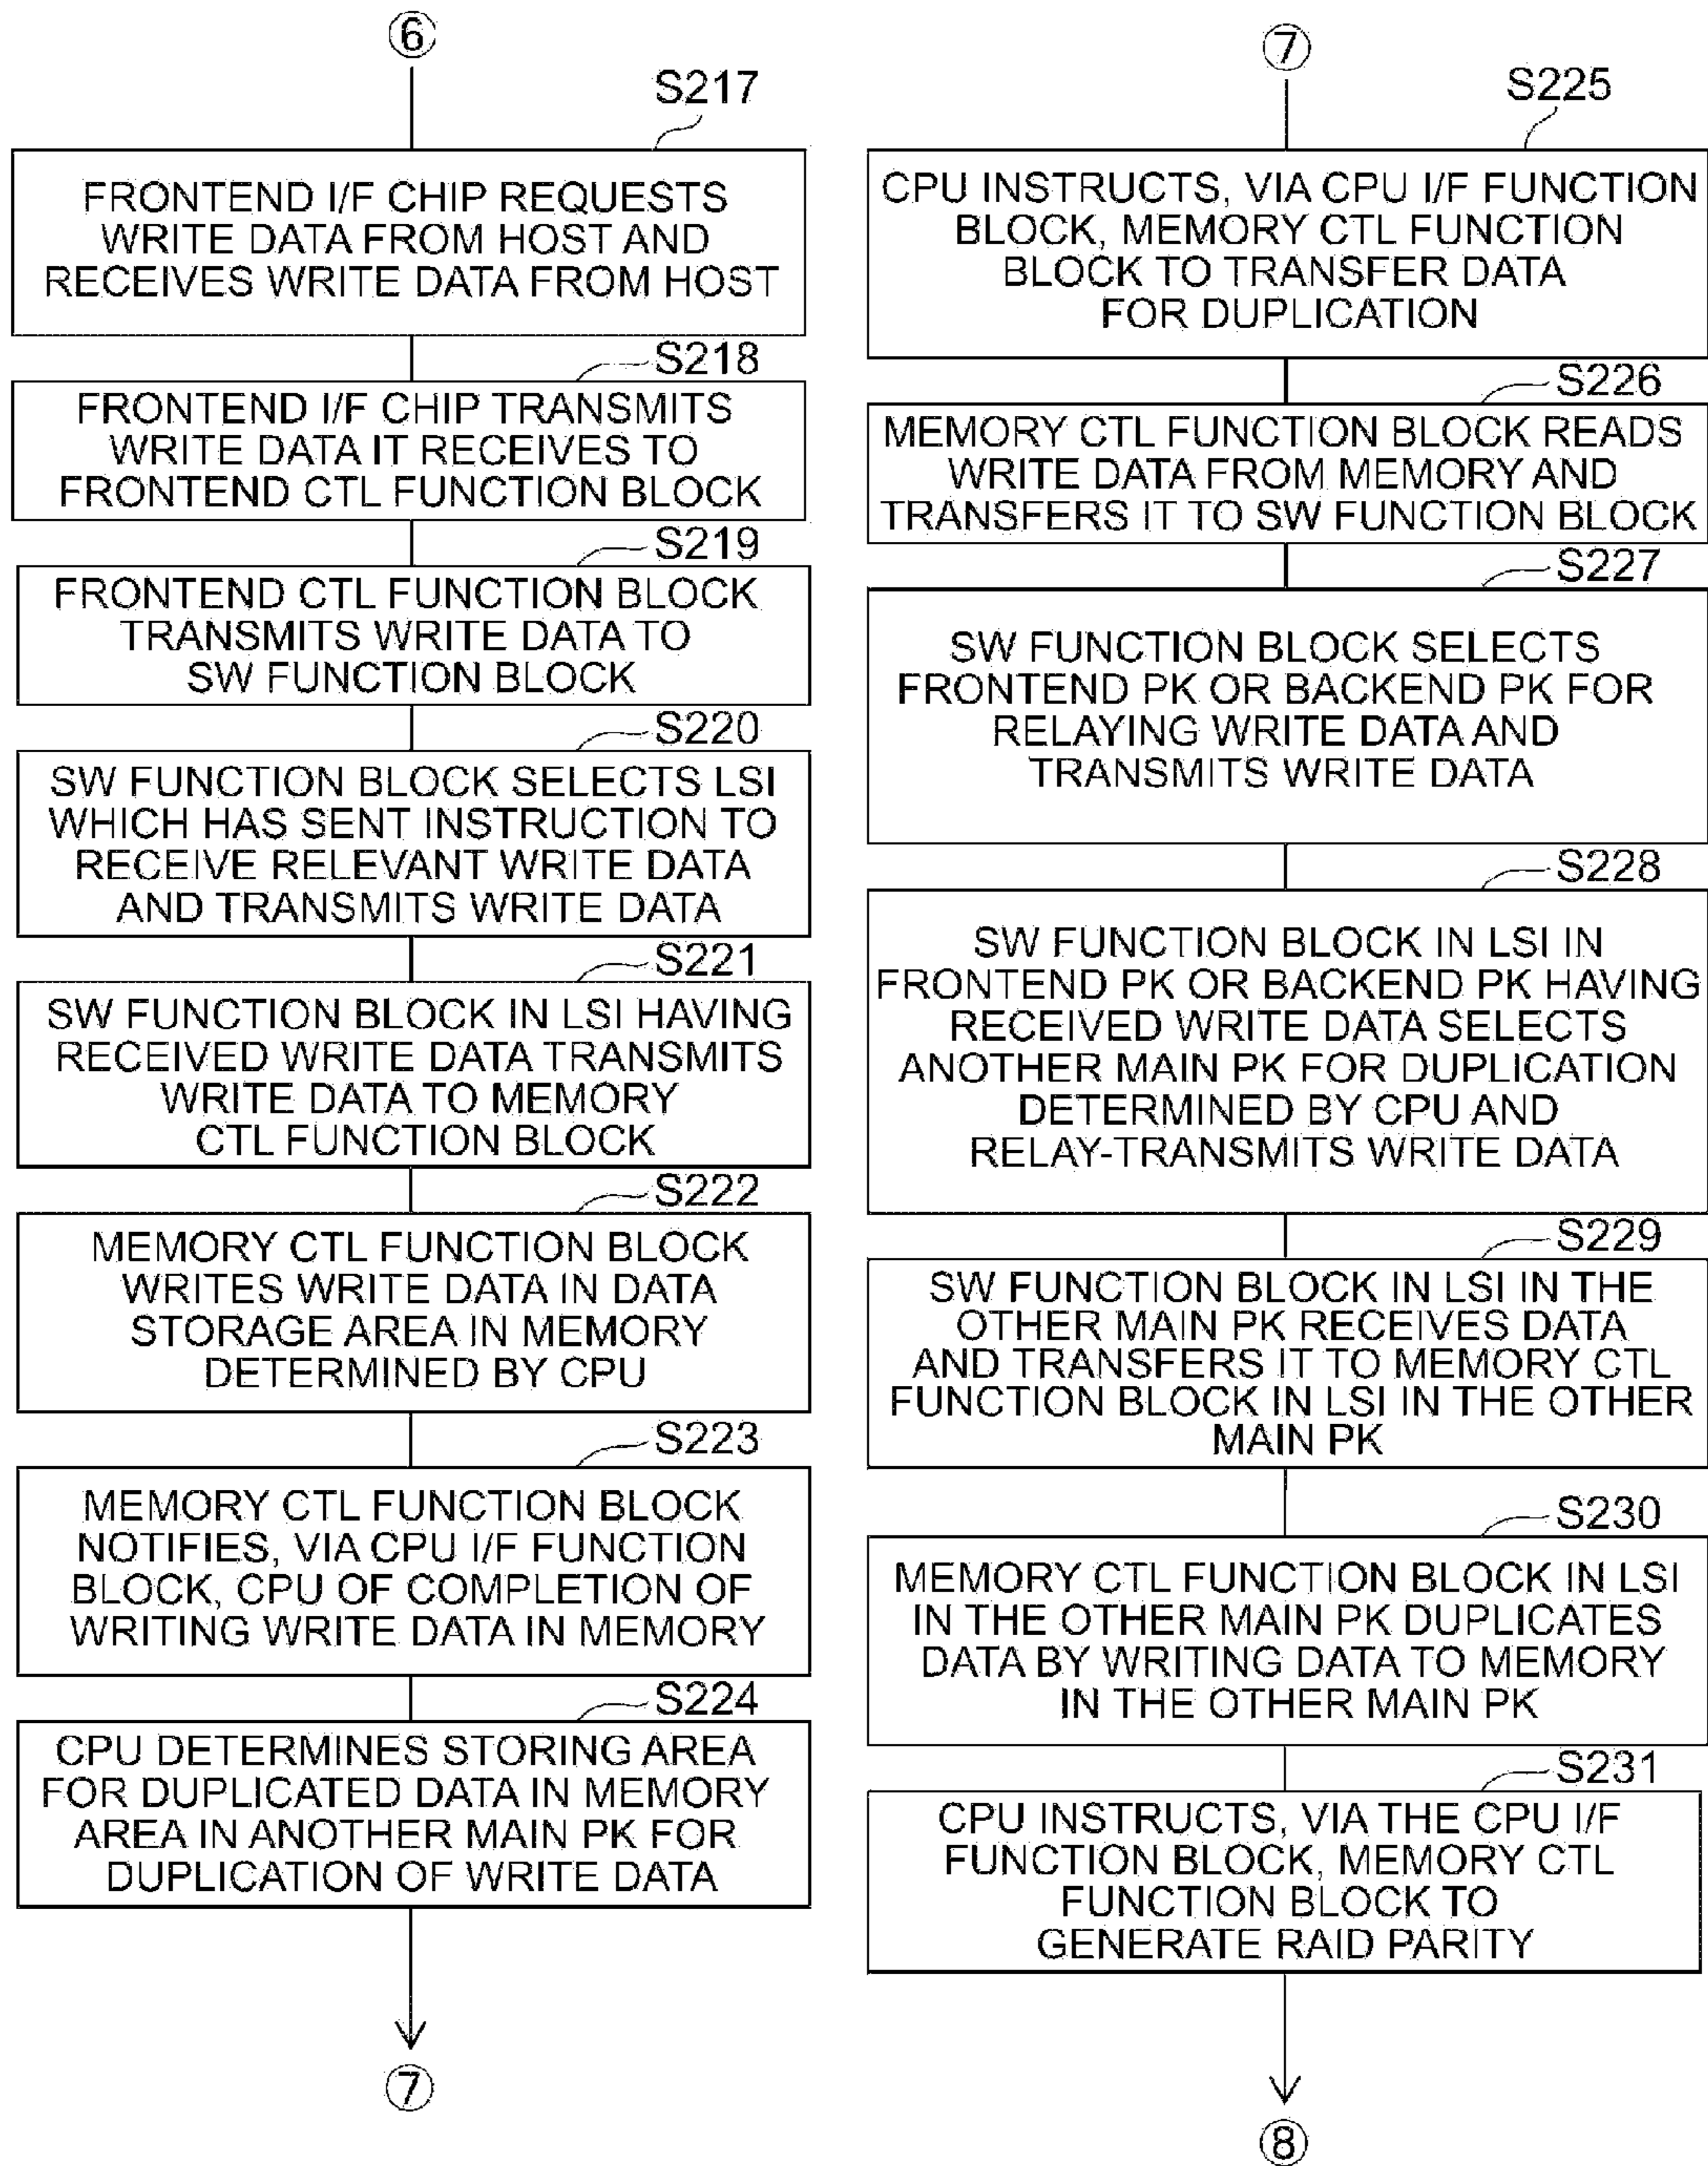 ⑥
S217
FRONTEND I/F CHIP REQUESTS
WRITE DATA FROM HOST AND
RECEIVES WRITE DATA FROM HOST
S218
FRONTEND I/F CHIP TRANSMITS
WRITE DATA IT RECEIVES TO
FRONTEND CTL FUNCTION BLOCK
S219
FRONTEND CTL FUNCTION BLOCK
TRANSMITS WRITE DATA TO
SW FUNCTION BLOCK
S220
SW FUNCTION BLOCK SELECTS LSI
WHICH HAS SENT INSTRUCTION TO
RECEIVE RELEVANT WRITE DATA
AND TRANSMITS WRITE DATA
S221
SW FUNCTION BLOCK IN LSI HAVING
RECEIVED WRITE DATA TRANSMITS
WRITE DATA TO MEMORY
CTL FUNCTION BLOCK
S222
MEMORY CTL FUNCTION BLOCK
WRITES WRITE DATA IN DATA
STORAGE AREA IN MEMORY
DETERMINED BY CPU
S223
MEMORY CTL FUNCTION BLOCK
NOTIFIES, VIA CPU I/F FUNCTION
BLOCK, CPU OF COMPLETION OF
WRITING WRITE DATA IN MEMORY
S224
CPU DETERMINES STORING AREA
FOR DUPLICATED DATA IN MEMORY
AREA IN ANOTHER MAIN PK FOR
DUPLICATION OF WRITE DATA
⑦
⑦
S225
CPU INSTRUCTS, VIA CPU I/F FUNCTION
BLOCK, MEMORY CTL FUNCTION
BLOCK TO TRANSFER DATA
FOR DUPLICATION
S226
MEMORY CTL FUNCTION BLOCK READS
WRITE DATA FROM MEMORY AND
TRANSFERS IT TO SW FUNCTION BLOCK
S227
SW FUNCTION BLOCK SELECTS
FRONTEND PK OR BACKEND PK FOR
RELAYING WRITE DATA AND
TRANSMITS WRITE DATA
S228
SW FUNCTION BLOCK IN LSI IN
FRONTEND PK OR BACKEND PK HAVING
RECEIVED WRITE DATA SELECTS
ANOTHER MAIN PK FOR DUPLICATION
DETERMINED BY CPU AND
RELAY-TRANSMITS WRITE DATA
S229
SW FUNCTION BLOCK IN LSI IN THE
OTHER MAIN PK RECEIVES DATA
AND TRANSFERS IT TO MEMORY CTL
FUNCTION BLOCK IN LSI IN THE OTHER
MAIN PK
S230
MEMORY CTL FUNCTION BLOCK IN LSI
IN THE OTHER MAIN PK DUPLICATES
DATA BY WRITING DATA TO MEMORY
IN THE OTHER MAIN PK
S231
CPU INSTRUCTS, VIA THE CPU I/F
FUNCTION BLOCK, MEMORY CTL
FUNCTION BLOCK TO
GENERATE RAID PARITY
⑧